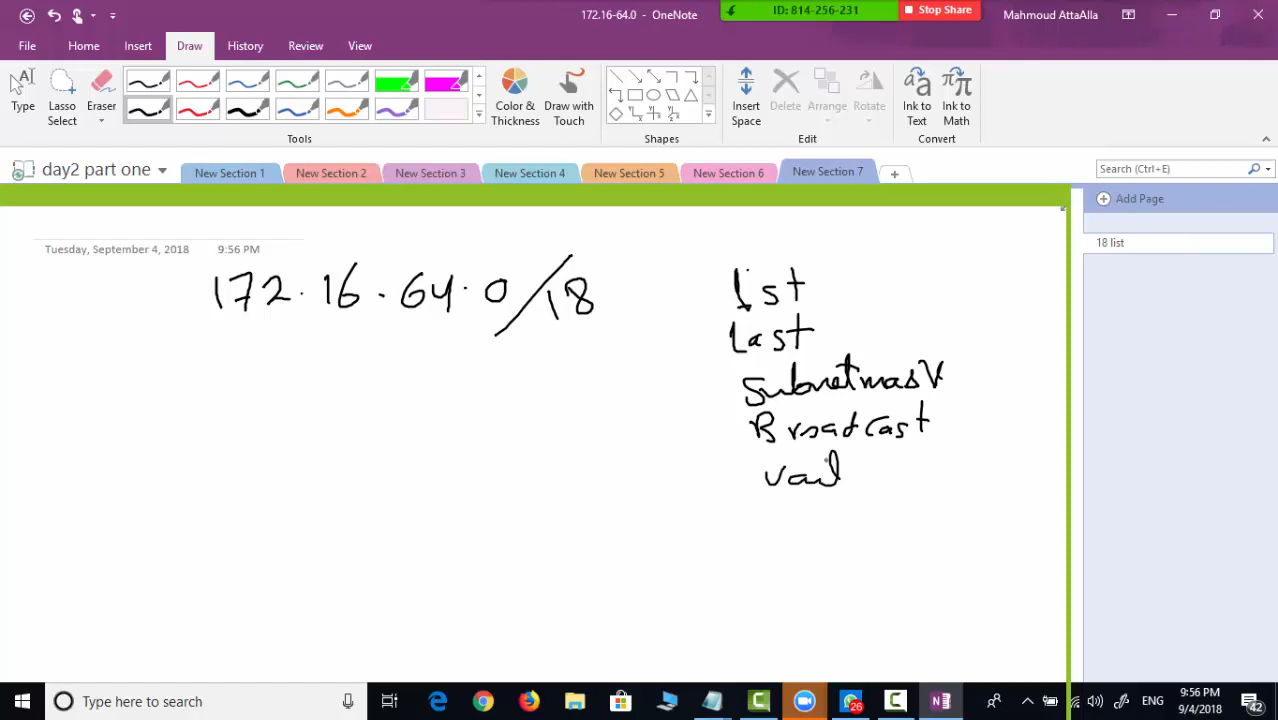 172.16-64.0 - OneNote
ID: 814-256-231
Stop Share
Mahmoud AttaAlla
File Home Insert Draw History Review View
Type
Lasso Select
Eraser
Color & Thickness
Draw with Touch
Insert Space
Delete
Arrange
Rotate
Ink to Text
Ink to Math
Tools
Shapes
Edit
Convert
day2 part one
New Section 1
New Section 2
New Section 3
New Section 4
New Section 5
New Section 6
New Section 7
Search (Ctrl+E)
Add Page
18 list
Tuesday, September 4, 2018 9:56 PM
172.16.64.0/18
1st
Last
Subnetmask
Broadcast
Type here to search
26
ENG
9:56 PM
9/4/2018
42